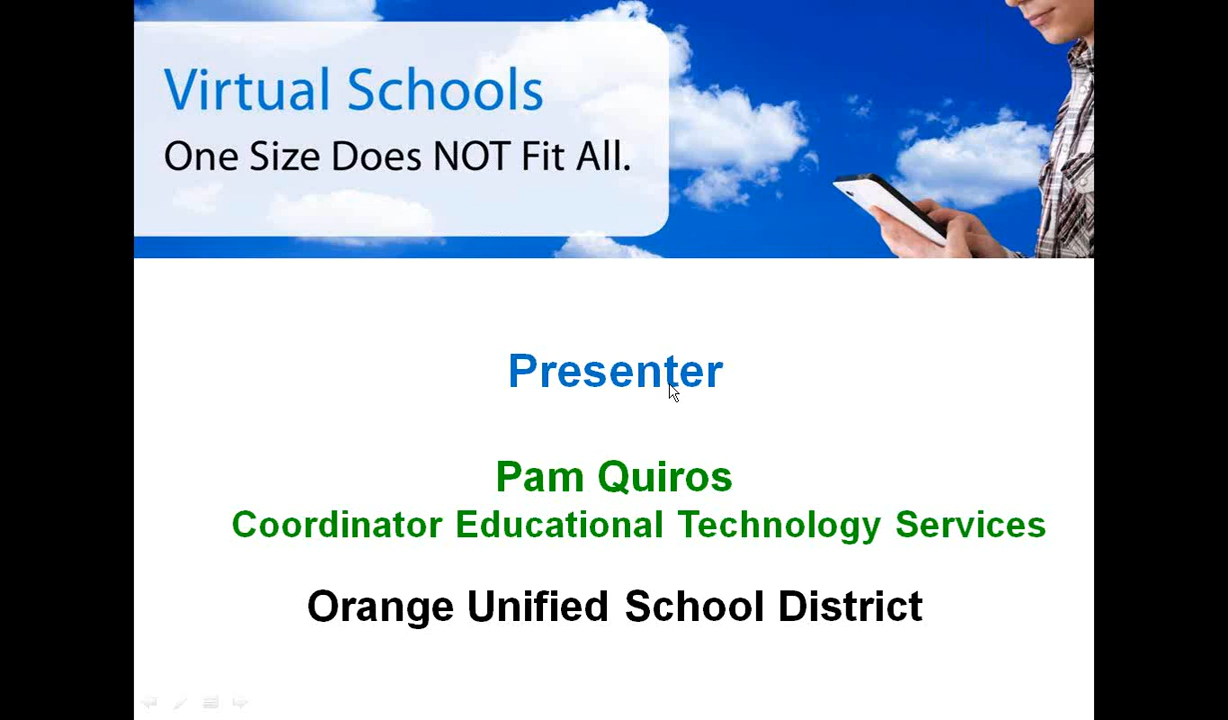 Virtual Schools
One Size Does NOT Fit All.
Presenter
Pam Quiros
Coordinator Educational Technology Services
Orange Unified School District